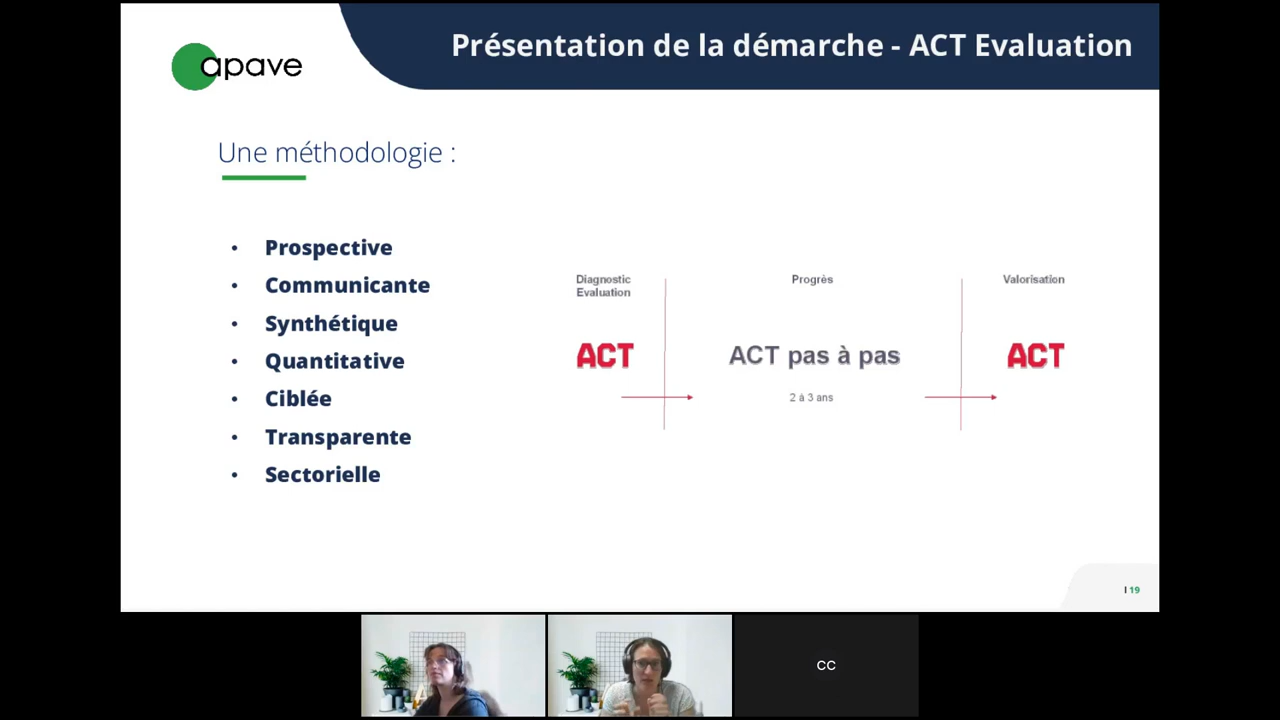 apave
Présentation de la démarche - ACT Evaluation
Une méthodologie :
• Prospective
• Communicante
• Synthétique
• Quantitative
• Ciblée
• Transparente
• Sectorielle
Diagnostic
Evaluation
ACT
Progrès
ACT pas à pas
2 à 3 ans
Valorisation
ACT
I 19
CC